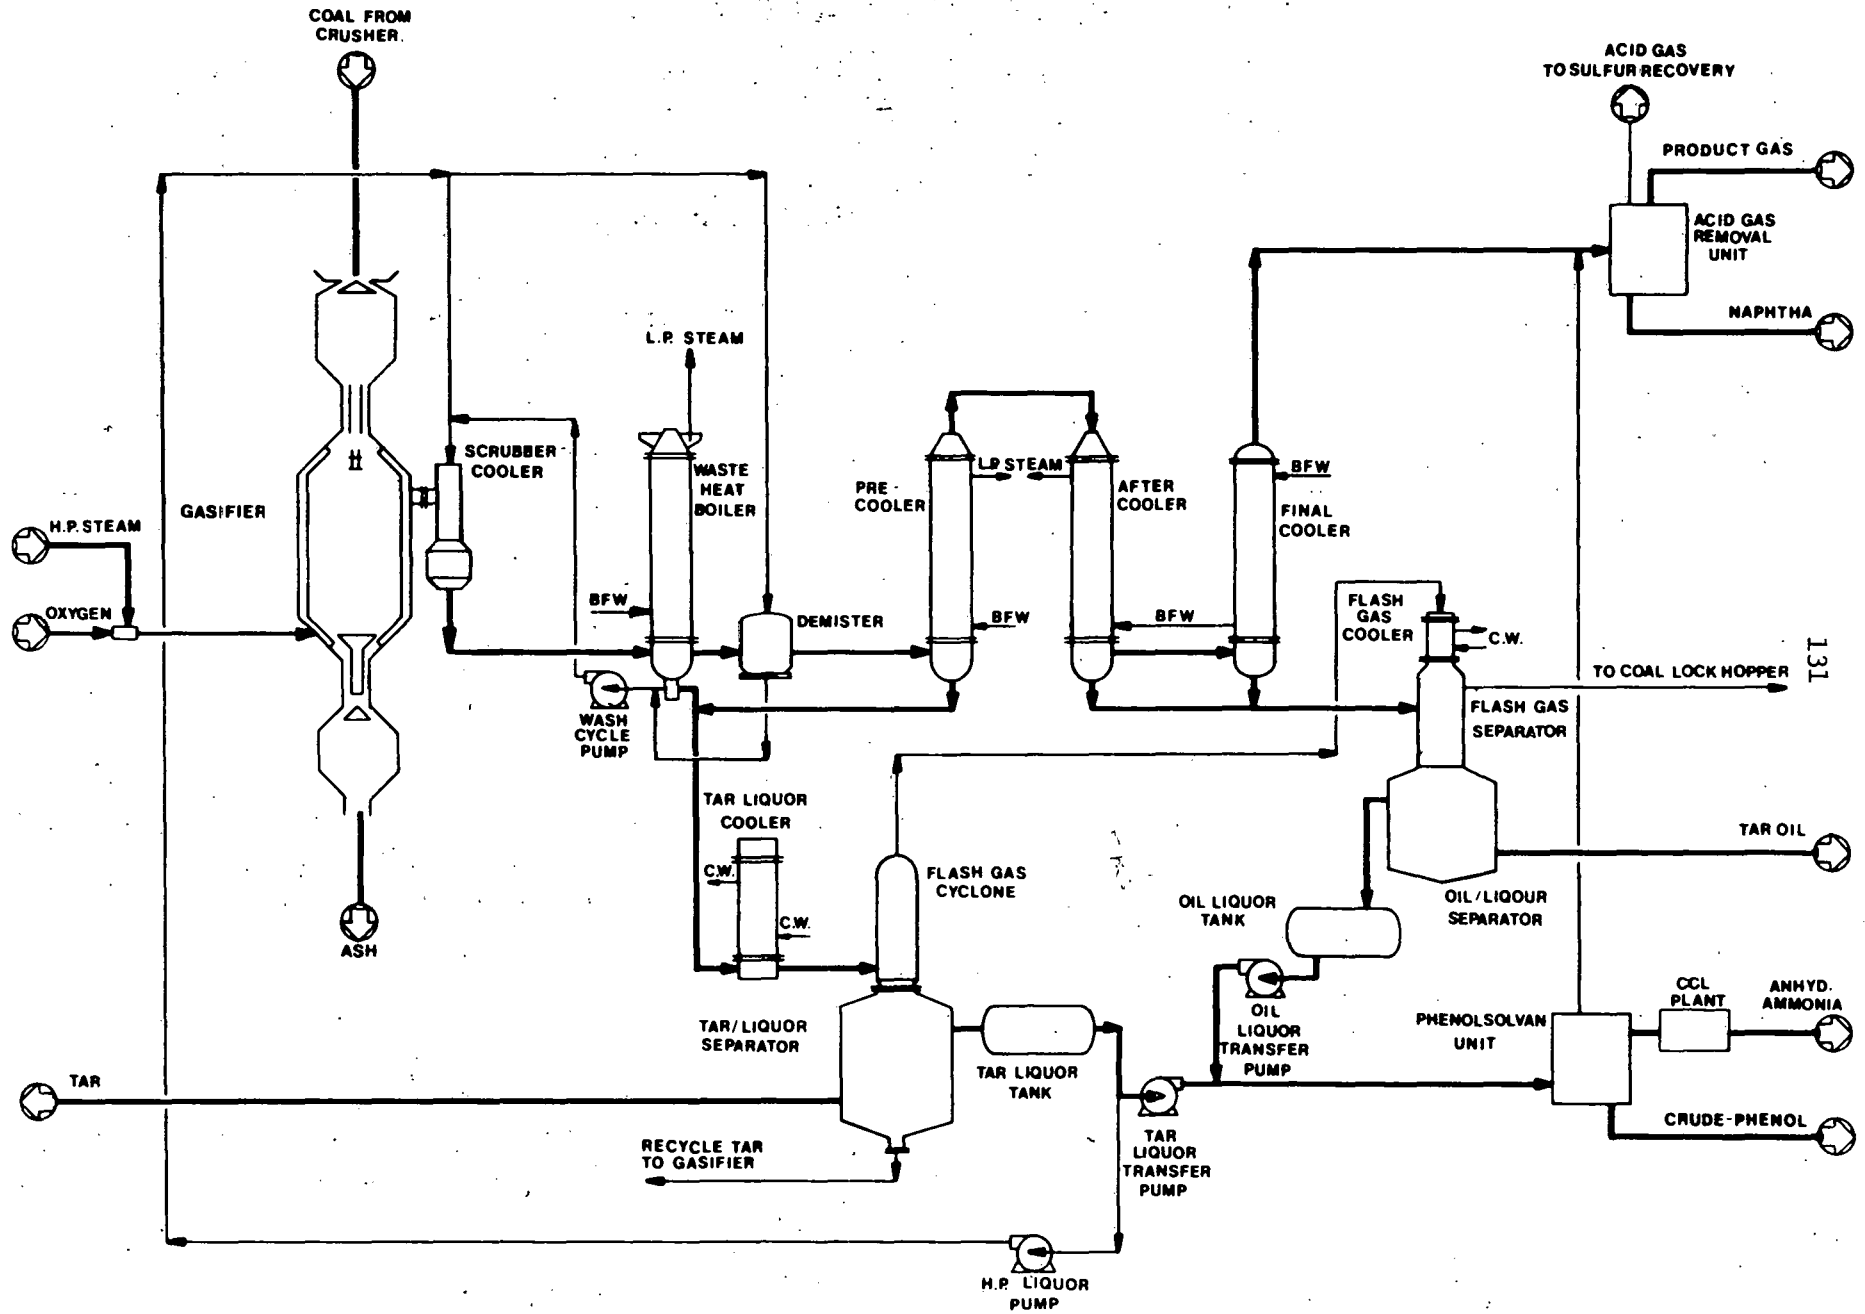 COAL FROM
CRUSHER.
ACID GAS
TO SULFUR RECOVERY
PRODUCT GAS
ACID GAS
REMOVAL
UNIT
NAPHTHA
L.P. STEAM
SCRUBBER
COOLER
WASTE
HEAT
BOILER
L.P. STEAM
PRE
COOLER
AFTER
COOLER
BFW
FINAL
COOLER
GASIFIER
H.P. STEAM
OXYGEN
BFW
DEMISTER
BFW
BFW
FLASH
GAS
COOLER
C.W.
131
TO COAL LOCK HOPPER
FLASH GAS
SEPARATOR
WASH
CYCLE
PUMP
TAR LIQUOR
COOLER
C.W.
C.W.
FLASH GAS
CYCLONE
TAR OIL
OIL LIQUOR
TANK
OIL/LIQOUR
SEPARATOR
ASH
OIL
LIQUOR
TRANSFER
PUMP
CCL
PLANT
ANHYD.
AMMONIA
PHENOLSOLVAN
UNIT
TAR/LIQUOR
SEPARATOR
TAR LIQUOR
TANK
TAR
CRUDE-PHENOL
RECYCLE TAR
TO GASIFIER
TAR
LIQUOR
TRANSFER
PUMP
H.P. LIQUOR
PUMP